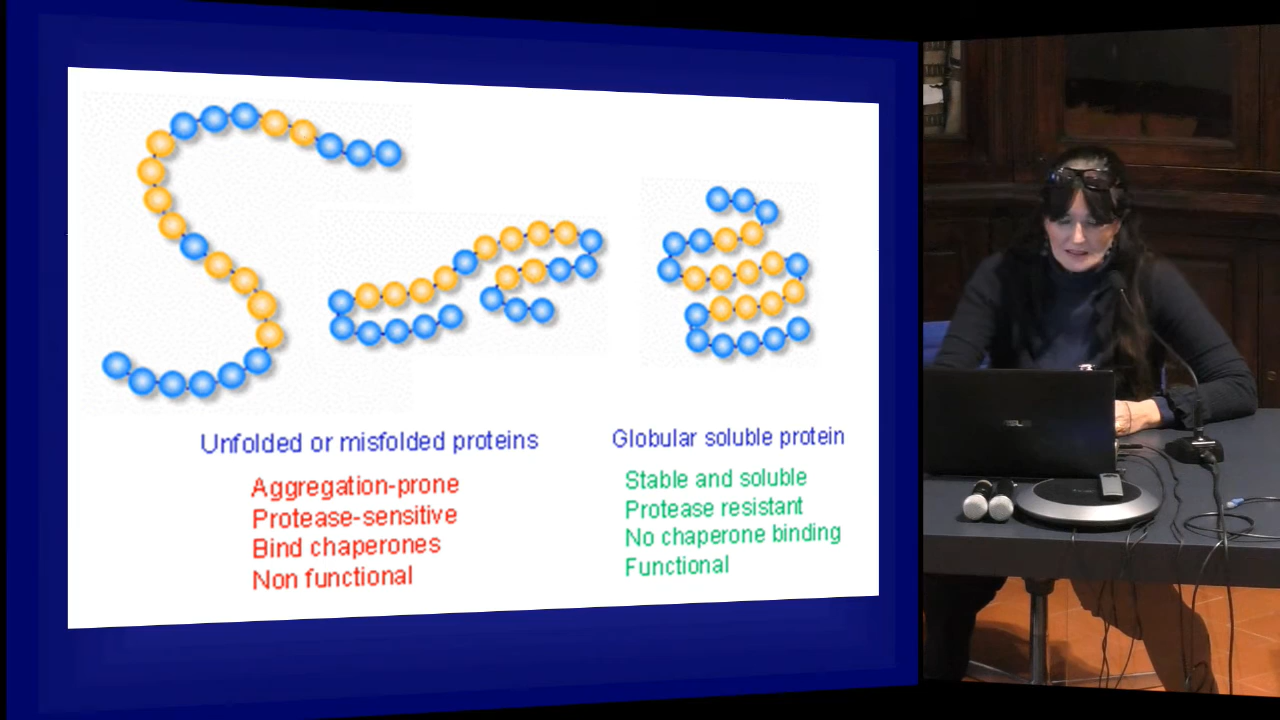 Unfolded or misfolded proteins
Aggregation-prone
Protease-sensitive
Bind chaperones
Non functional
Globular soluble protein
Stable and soluble
Protease resistant
No chaperone binding
Functional